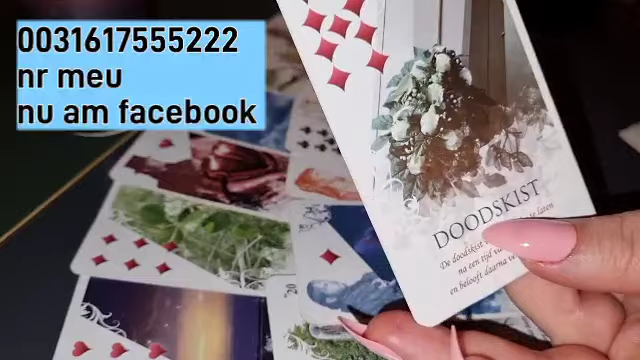 0031617555222
nr meu
nu am facebook
DOODSKIST
De doodskist
na een tijd
en belooft daarna